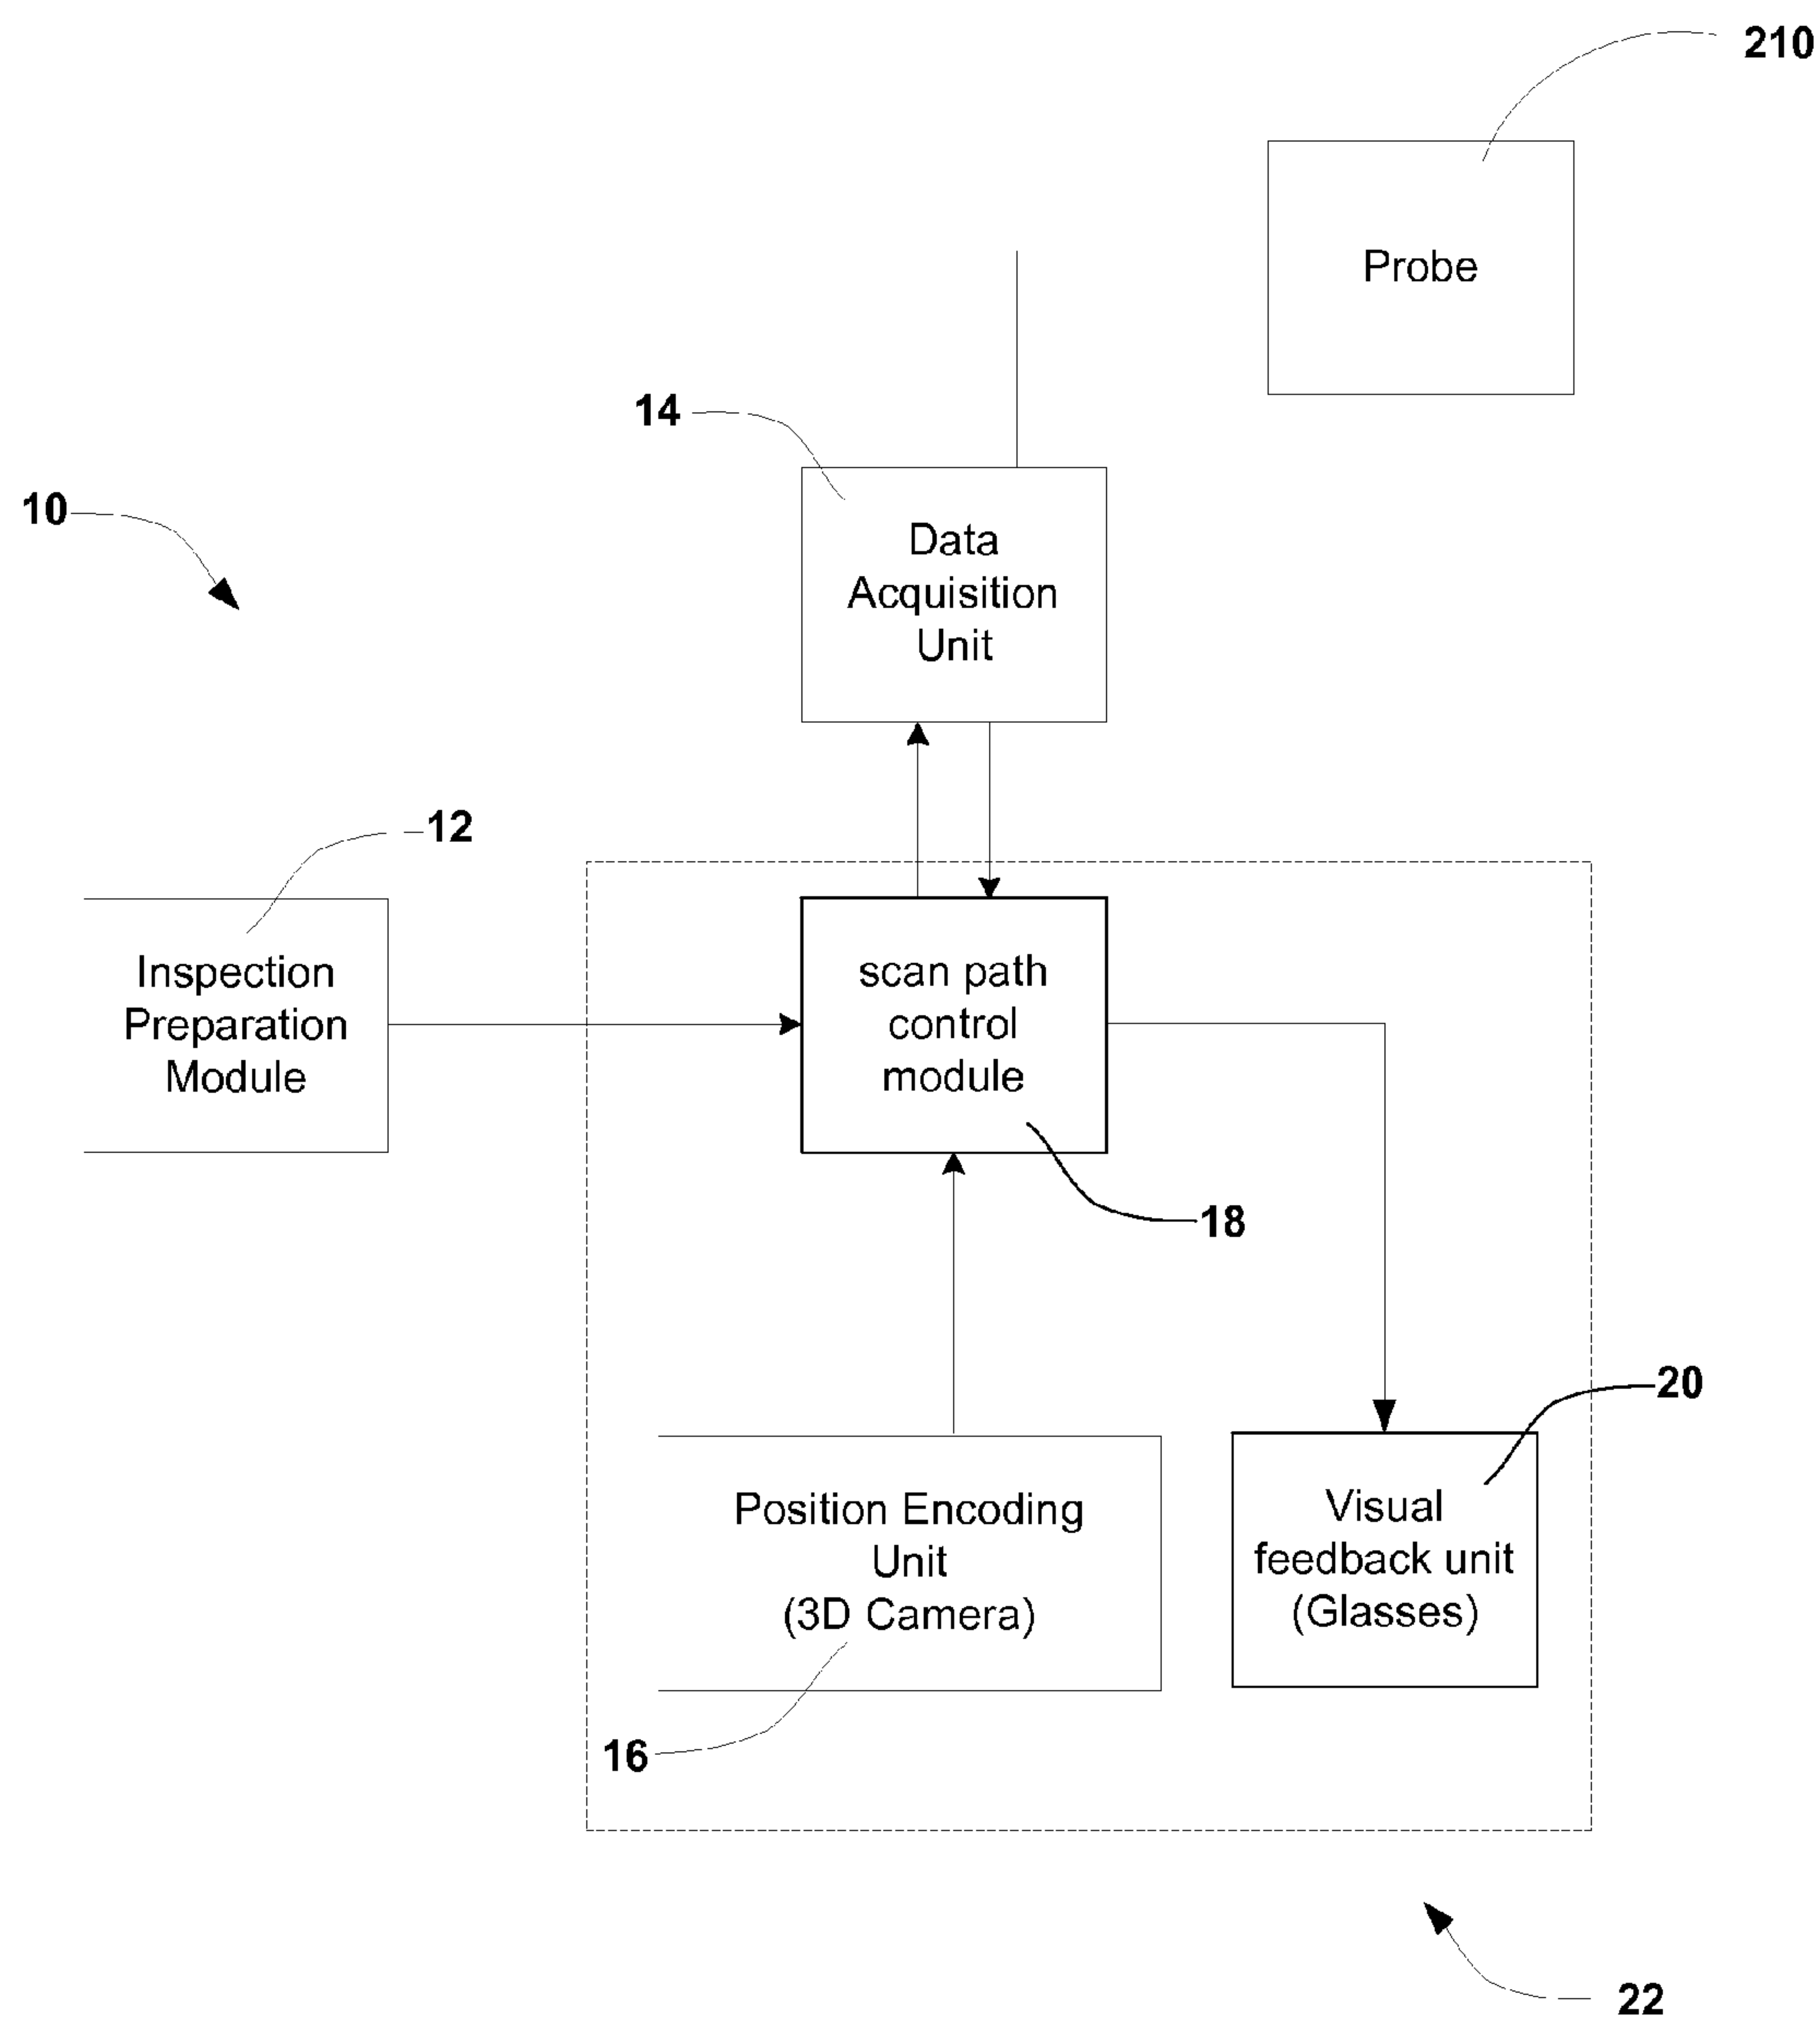 210
Probe
14
10
Data
Acquisition
Unit
12
Inspection
Preparation
Module
scan path
control
module
18
20
Position Encoding
Unit
(3D Camera)
Visual
feedback unit
(Glasses)
16
22